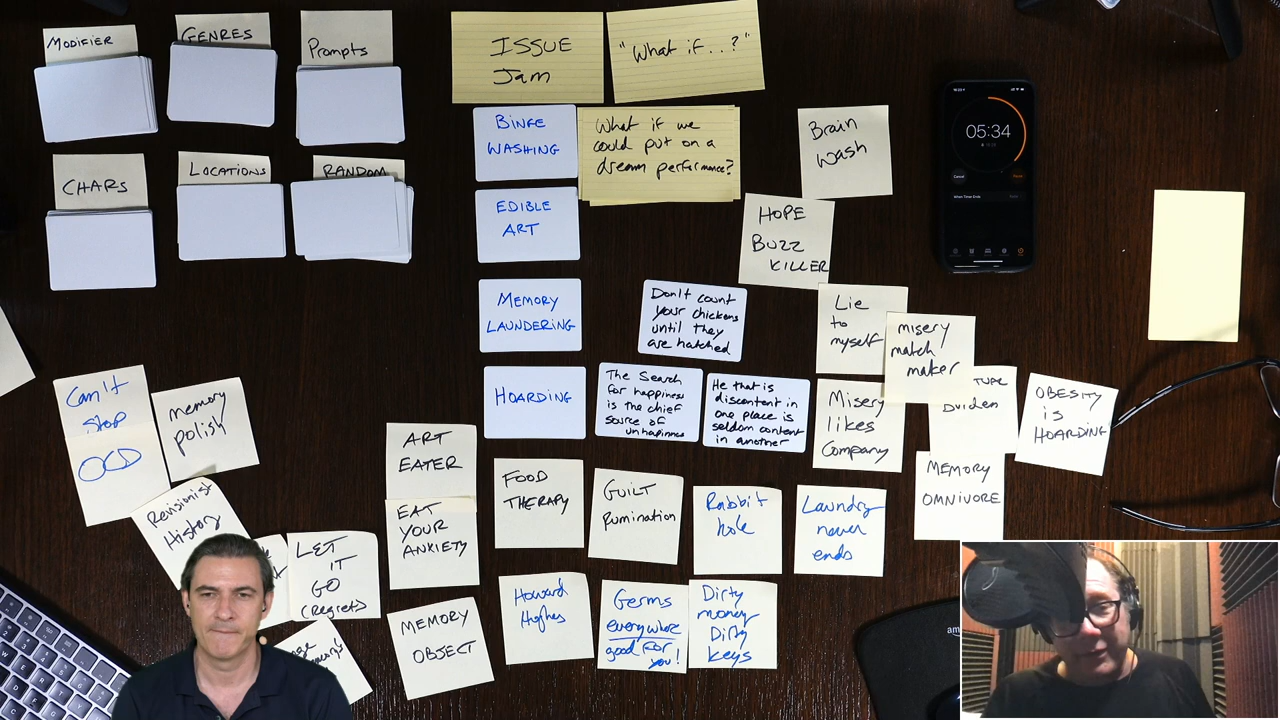 MODIFIER
GENRES
Prompts
CHARS
LOCATIONS
RANDOM
ISSUE
Jam
"What if..?"
BINGE
WASHING
What if we
could put on a
dream performance?
EDIBLE
ART
MEMORY
LAUNDERING
HOARDING
Brain
Wash
HOPE
BUZZ
KILLER
05:34
Don't count
your chickens
until they
are hatched
The Search
for happiness
is the chief
source of
unhappiness
He that is
discontent in
one place is
seldom content
in another
Lie
to
myself
misery
match
maker
Misery
likes
Company
Dviden
OBESITY
is
HOARDING
MEMORY
OMNIVORE
Can't
stop
OCD
memory
polish
Revisionist
History
LET
IT
GO
(regrets)
ART
EATER
EAT
YOUR
ANKIETY
FOOD
THERAPY
GUILT
Rumination
Rabbit
hole
Laundry
never
ends
MEMORY
OBJECT
Howard
Hughes
Germs
everywhere
good for
you!
Dirty
money
Dirty
keys